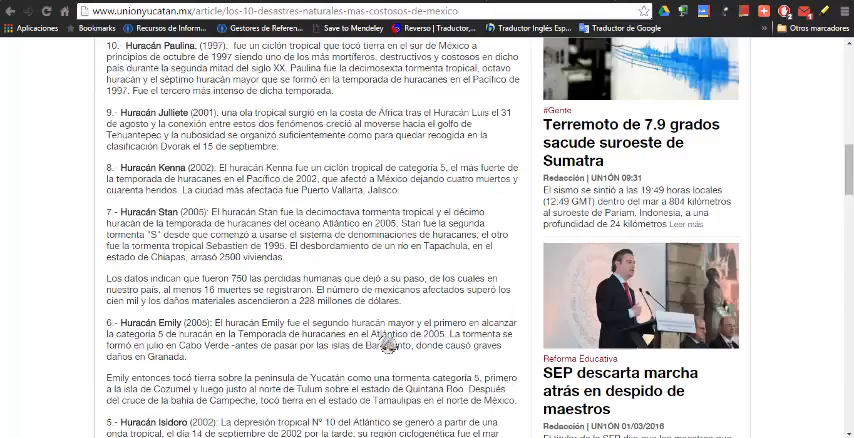 www.unionyucatan.mx/article/los-10-desastres-naturales-mas-costosos-de-mexico
Aplicaciones
Bookmarks
Recursos de Inform...
Gestores de Referen...
Save to Mendeley
Reverso | Traductor,...
Traductor Inglés Esp...
Traductor de Google
Otros marcadores
10.- Huracán Paulina. (1997). fue un ciclón tropical que tocó tierra en el sur de México a
principios de octubre de 1997 siendo uno de los más mortíferos, destructivos y costosos en dicho
país durante la segunda mitad del siglo XX. Paulina fue la decimosexta tormenta tropical, octavo
huracán y el séptimo huracán mayor que se formó en la temporada de huracanes en el Pacífico de
1997. Fue el tercero más intenso de dicha temporada.
9.- Huracán Julliete (2001): una ola tropical surgió en la costa de África tras el Huracán Luis el 31
de agosto y la conexión entre estos dos fenómenos creció al moverse hacia el golfo de
Tehuantepec y la nubosidad se organizó suficientemente como para quedar recogida en la
clasificación Dvorak el 15 de septiembre.
8.- Huracán Kenna (2002): El huracán Kenna fue un ciclón tropical de categoría 5, el más fuerte de
la temporada de huracanes en el Pacífico de 2002, que afectó a México dejando cuatro muertos y
cuarenta heridos. La ciudad más afectada fue Puerto Vallarta, Jalisco.
7.- Huracán Stan (2005): El huracán Stan fue la decimoctava tormenta tropical y el décimo
huracán de la temporada de huracanes del océano Atlántico en 2005. Stan fue la segunda
tormenta "S" desde que comenzó a usarse el sistema de denominaciones de huracanes, el otro
fue la tormenta tropical Sebastien de 1995. El desbordamiento de un río en Tapachula, en el
estado de Chiapas, arrasó 2500 viviendas.
Los datos indican que fueron 750 las perdidas humanas que dejó a su paso, de los cuales en
nuestro país, al menos 16 muertes se registraron. El número de mexicanos afectados superó los
cien mil y los daños materiales ascendieron a 228 millones de dólares.
6.- Huracán Emily (2005): El huracán Emily fue el segundo huracán mayor y el primero en alcanzar
la categoría 5 de huracán en la Temporada de huracanes en el Atlántico de 2005. La tormenta se
formó en julio en Cabo Verde -antes de pasar por las islas de Barlovento, donde causó graves
daños en Granada.
Emily entonces tocó tierra sobre la península de Yucatán como una tormenta categoría 5, primero
a la isla de Cozumel y luego justo al norte de Tulum sobre el estado de Quintana Roo. Después
del cruce de la bahía de Campeche, tocó tierra en el estado de Tamaulipas en el norte de México.
5.- Huracán Isidoro (2002): La depresión tropical N° 10 del Atlántico se generó a partir de una
onda tropical, el día 14 de septiembre de 2002 por la tarde; su región ciclogenética fue el mar
#Gente
Terremoto de 7.9 grados
sacude suroeste de
Sumatra
Redacción | UN1ÓN 09:31
El sismo se sintió a las 19:49 horas locales
(12:49 GMT) dentro del mar a 804 kilómetros
al suroeste de Pariam, Indonesia, a una
profundidad de 24 kilómetros Leer más
Reforma Educativa
SEP descarta marcha
atrás en despido de
maestros
Redacción | UN1ÓN 01/03/2016
El titular de la SEP dijo que los maestros que